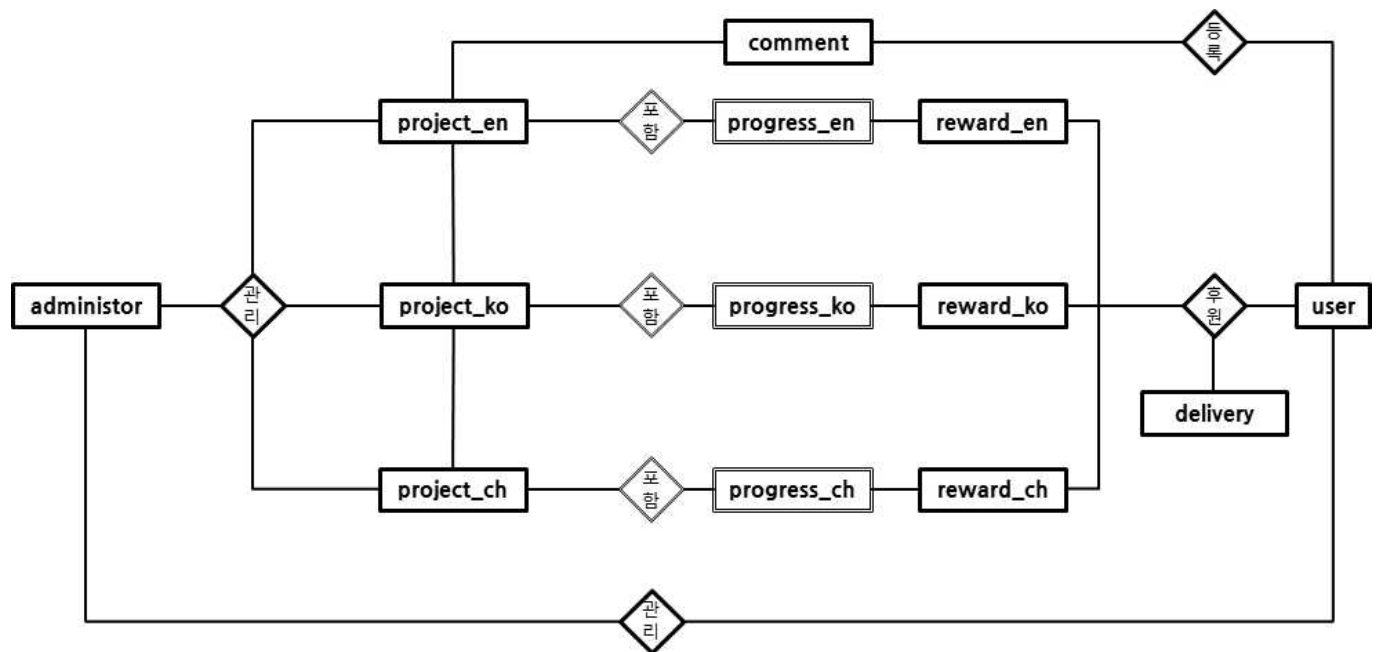 comment
등
록
project_en
포
함
progress_en
reward_en
administor
관
리
project_ko
포
함
progress_ko
reward_ko
후
원
user
delivery
project_ch
포
함
progress_ch
reward_ch
관
리